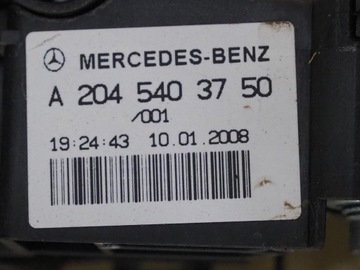 MERCEDES-BENZ
A 204 540 37 50
/001
19:24:43 10.01.2008